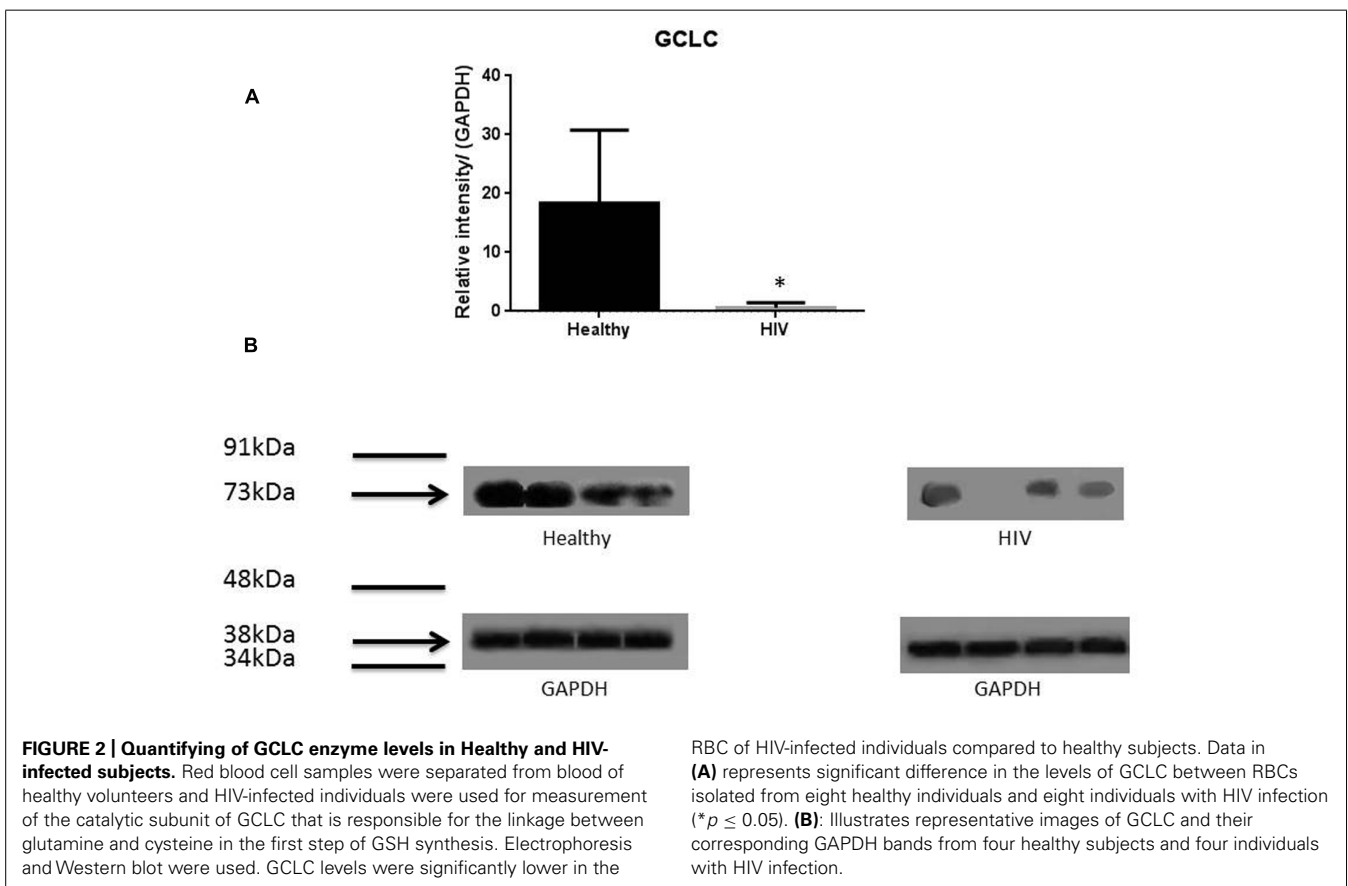 GCLC
A
Relative intensity/ (GAPDH)
40
30
20
10
0
*
Healthy
HIV
B
91kDa
73kDa
Healthy
HIV
48kDa
38kDa
34kDa
GAPDH
GAPDH
FIGURE 2 | Quantifying of GCLC enzyme levels in Healthy and HIV-
infected subjects. Red blood cell samples were separated from blood of
healthy volunteers and HIV-infected individuals were used for measurement
of the catalytic subunit of GCLC that is responsible for the linkage between
glutamine and cysteine in the first step of GSH synthesis. Electrophoresis
and Western blot were used. GCLC levels were significantly lower in the
RBC of HIV-infected individuals compared to healthy subjects. Data in
(A) represents significant difference in the levels of GCLC between RBCs
isolated from eight healthy individuals and eight individuals with HIV infection
(*p ≤ 0.05). (B): Illustrates representative images of GCLC and their
corresponding GAPDH bands from four healthy subjects and four individuals
with HIV infection.